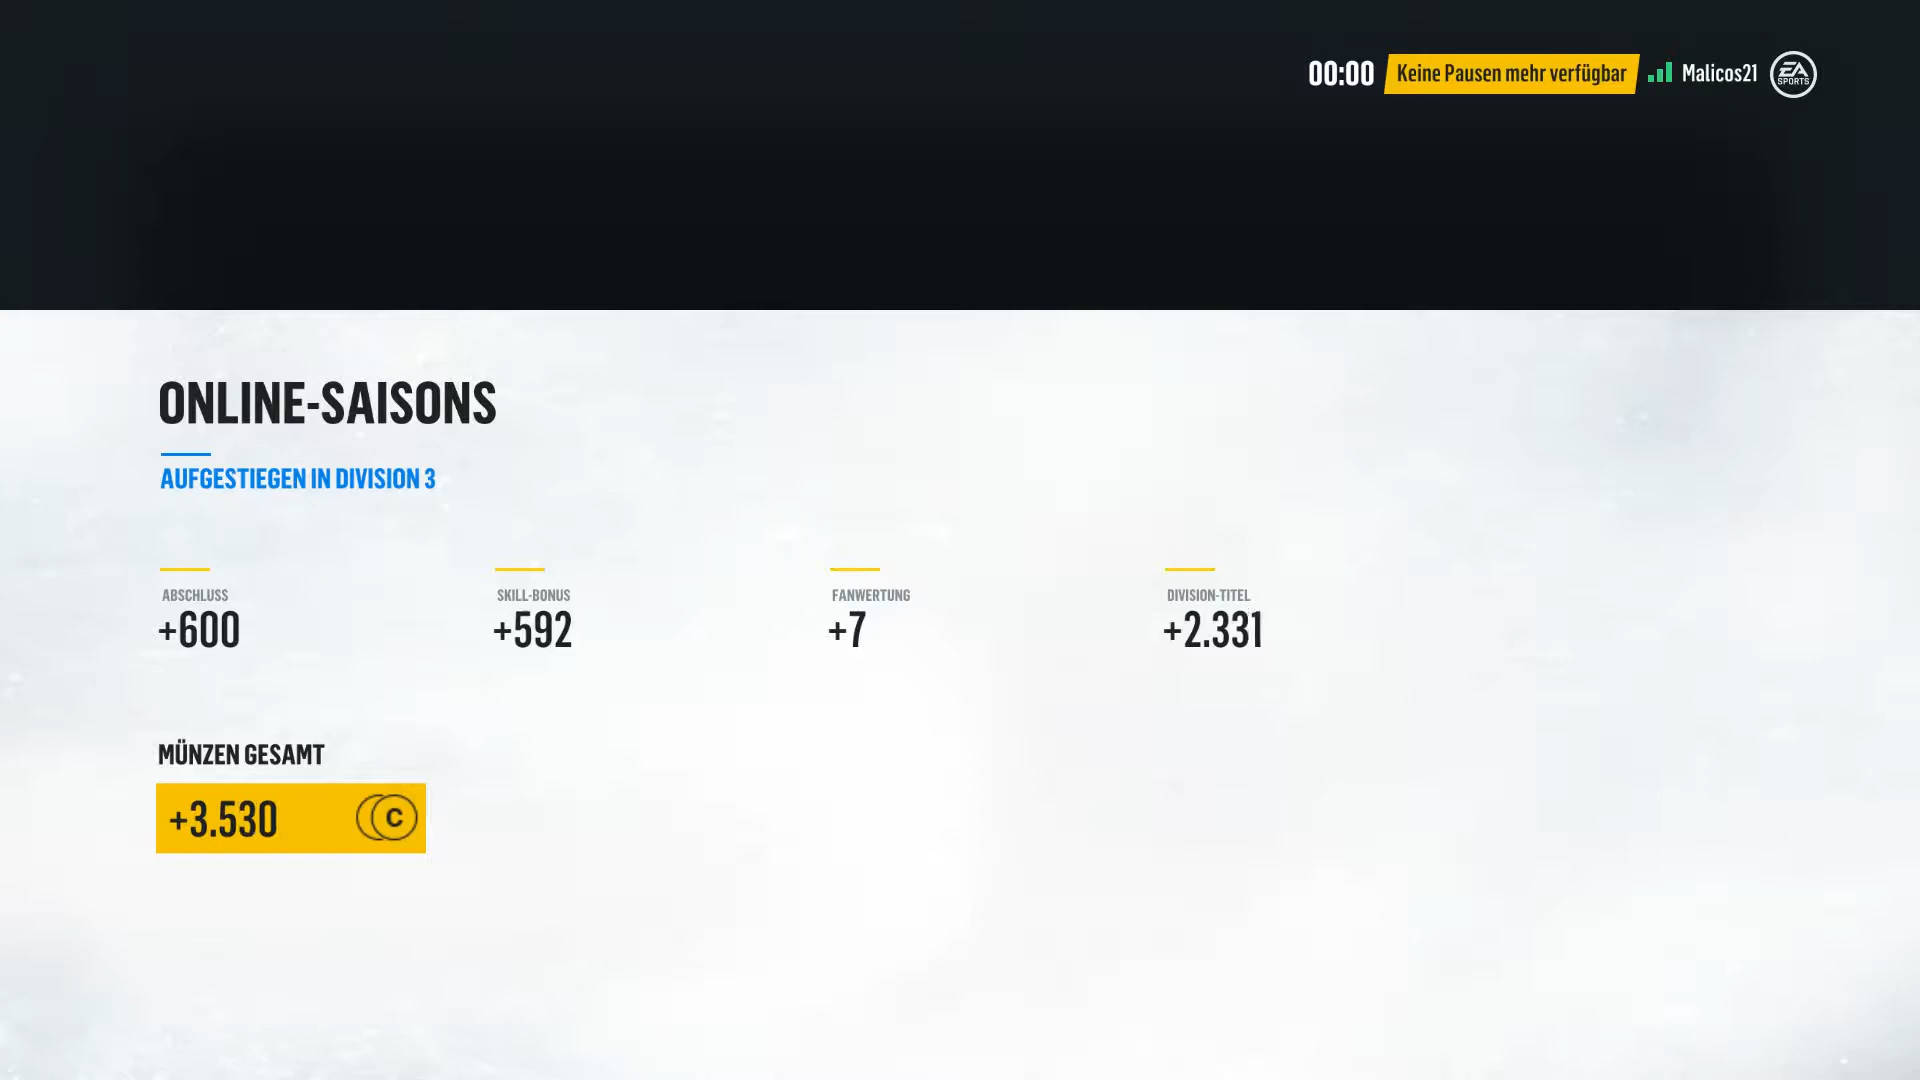 00:00 Keine Pausen mehr verfügbar Malicos21 EA SPORTS
ONLINE-SAISONS
AUFGESTIEGEN IN DIVISION 3
ABSCHLUSS SKILL-BONUS FANWERTUNG DIVISION-TITEL
+600 +592 +7 +2.331
MÜNZEN GESAMT
+3.530 C